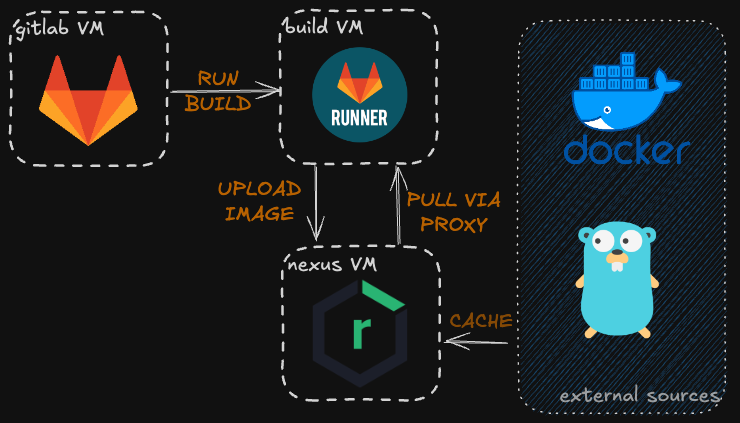 gitlab VM
build VM
RUN
BUILD
RUNNER
docker
UPLOAD
IMAGE
PULL VIA
PROXY
nexus VM
r
CACHE
external sources